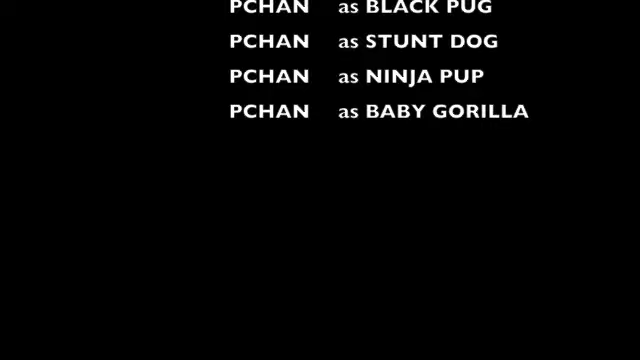 PCHAN as BLACK PUG
PCHAN as STUNT DOG
PCHAN as NINJA PUP
PCHAN as BABY GORILLA